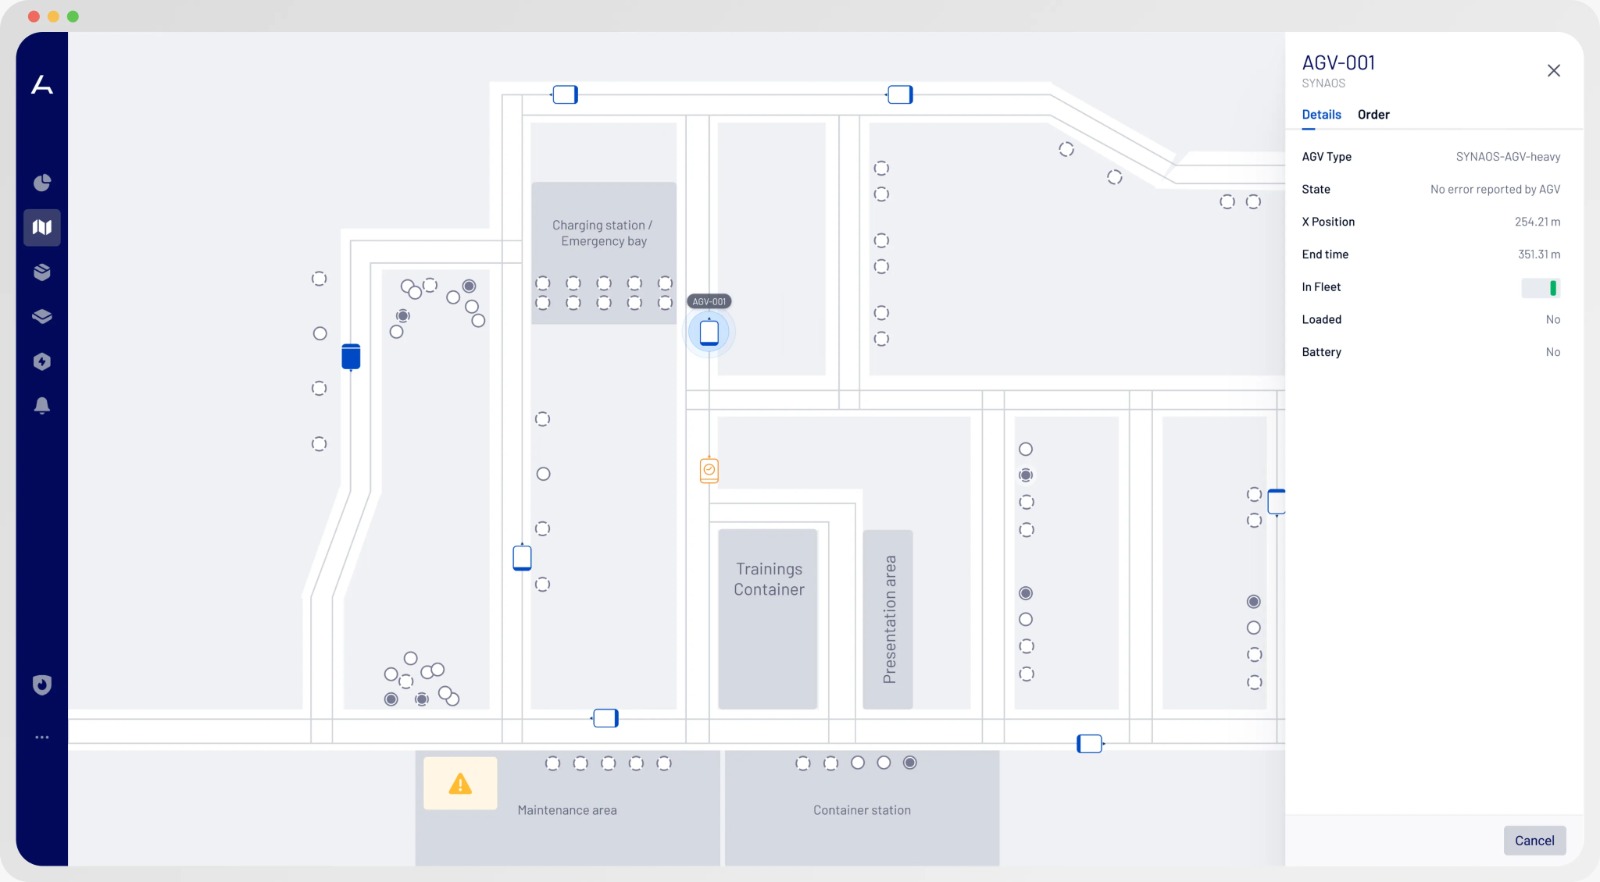 AGV-001
SYNAOS
Details Order
AGV Type SYNAOS-AGV-heavy
State No error reported by AGV
X Position 254.21 m
End time 351.31 m
In Fleet
Loaded No
Battery No
Cancel
Charging station /
Emergency bay
AGV-001
Trainings
Container
Presentation area
Maintenance area
Container station